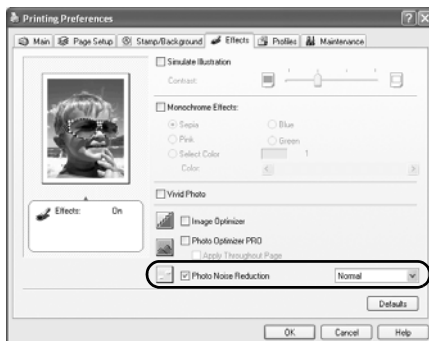 Printing Preferences
Main Page Setup Stamp/Background Effects Profiles Maintenance
Simulate Illustration
Contrast:
Monochrome Effects:
Sepia Blue
Pink Green
Select Color 1
Color:
Vivid Photo
Effects: On
Image Optimizer
Photo Optimizer PRO
Apply Throughout Page
Photo Noise Reduction Normal
Defaults
OK Cancel Help